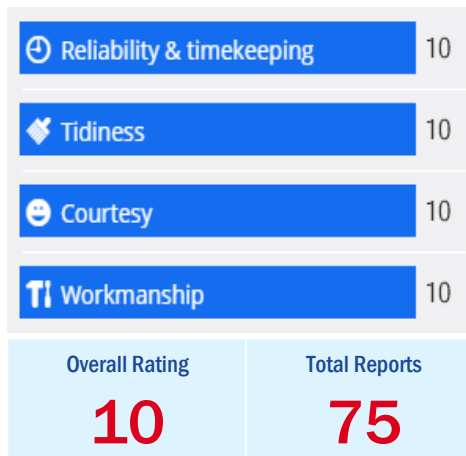 Reliability & timekeeping 10
Tidiness 10
Courtesy 10
Workmanship 10
Overall Rating Total Reports
10 75